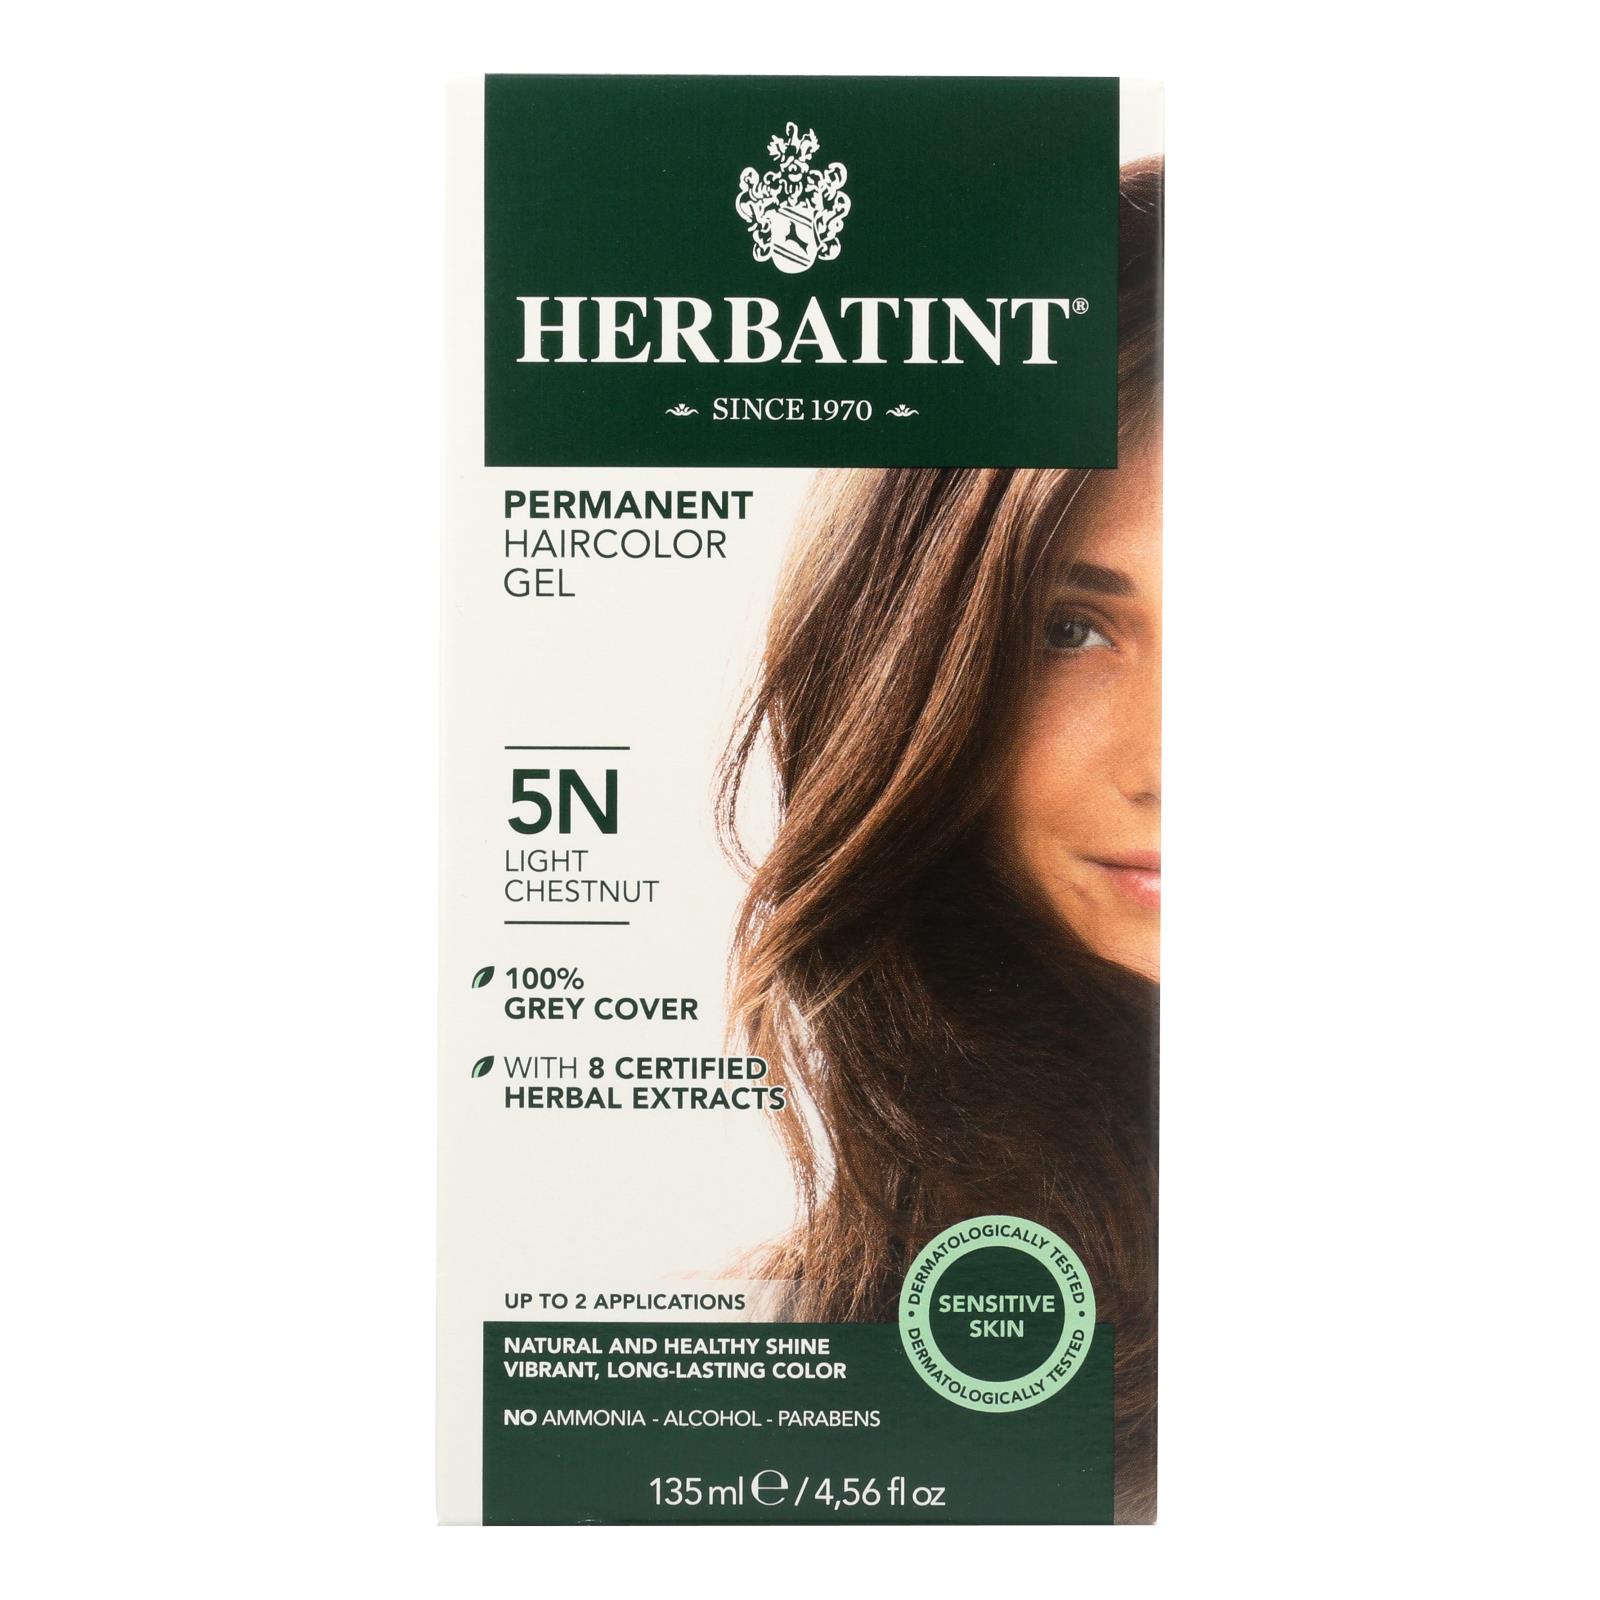 HERBATINT®
SINCE 1970
PERMANENT
HAIRCOLOR
GEL
5N
LIGHT
CHESTNUT
100%
GREY COVER
WITH 8 CERTIFIED
HERBAL EXTRACTS
UP TO 2 APPLICATIONS
NATURAL AND HEALTHY SHINE
VIBRANT, LONG-LASTING COLOR
NO AMMONIA - ALCOHOL - PARABENS
• DERMATOLOGICALLY TESTED •
SENSITIVE
SKIN
DERMATOLOGICALLY TESTED
135 ml ℮ / 4,56 fl oz